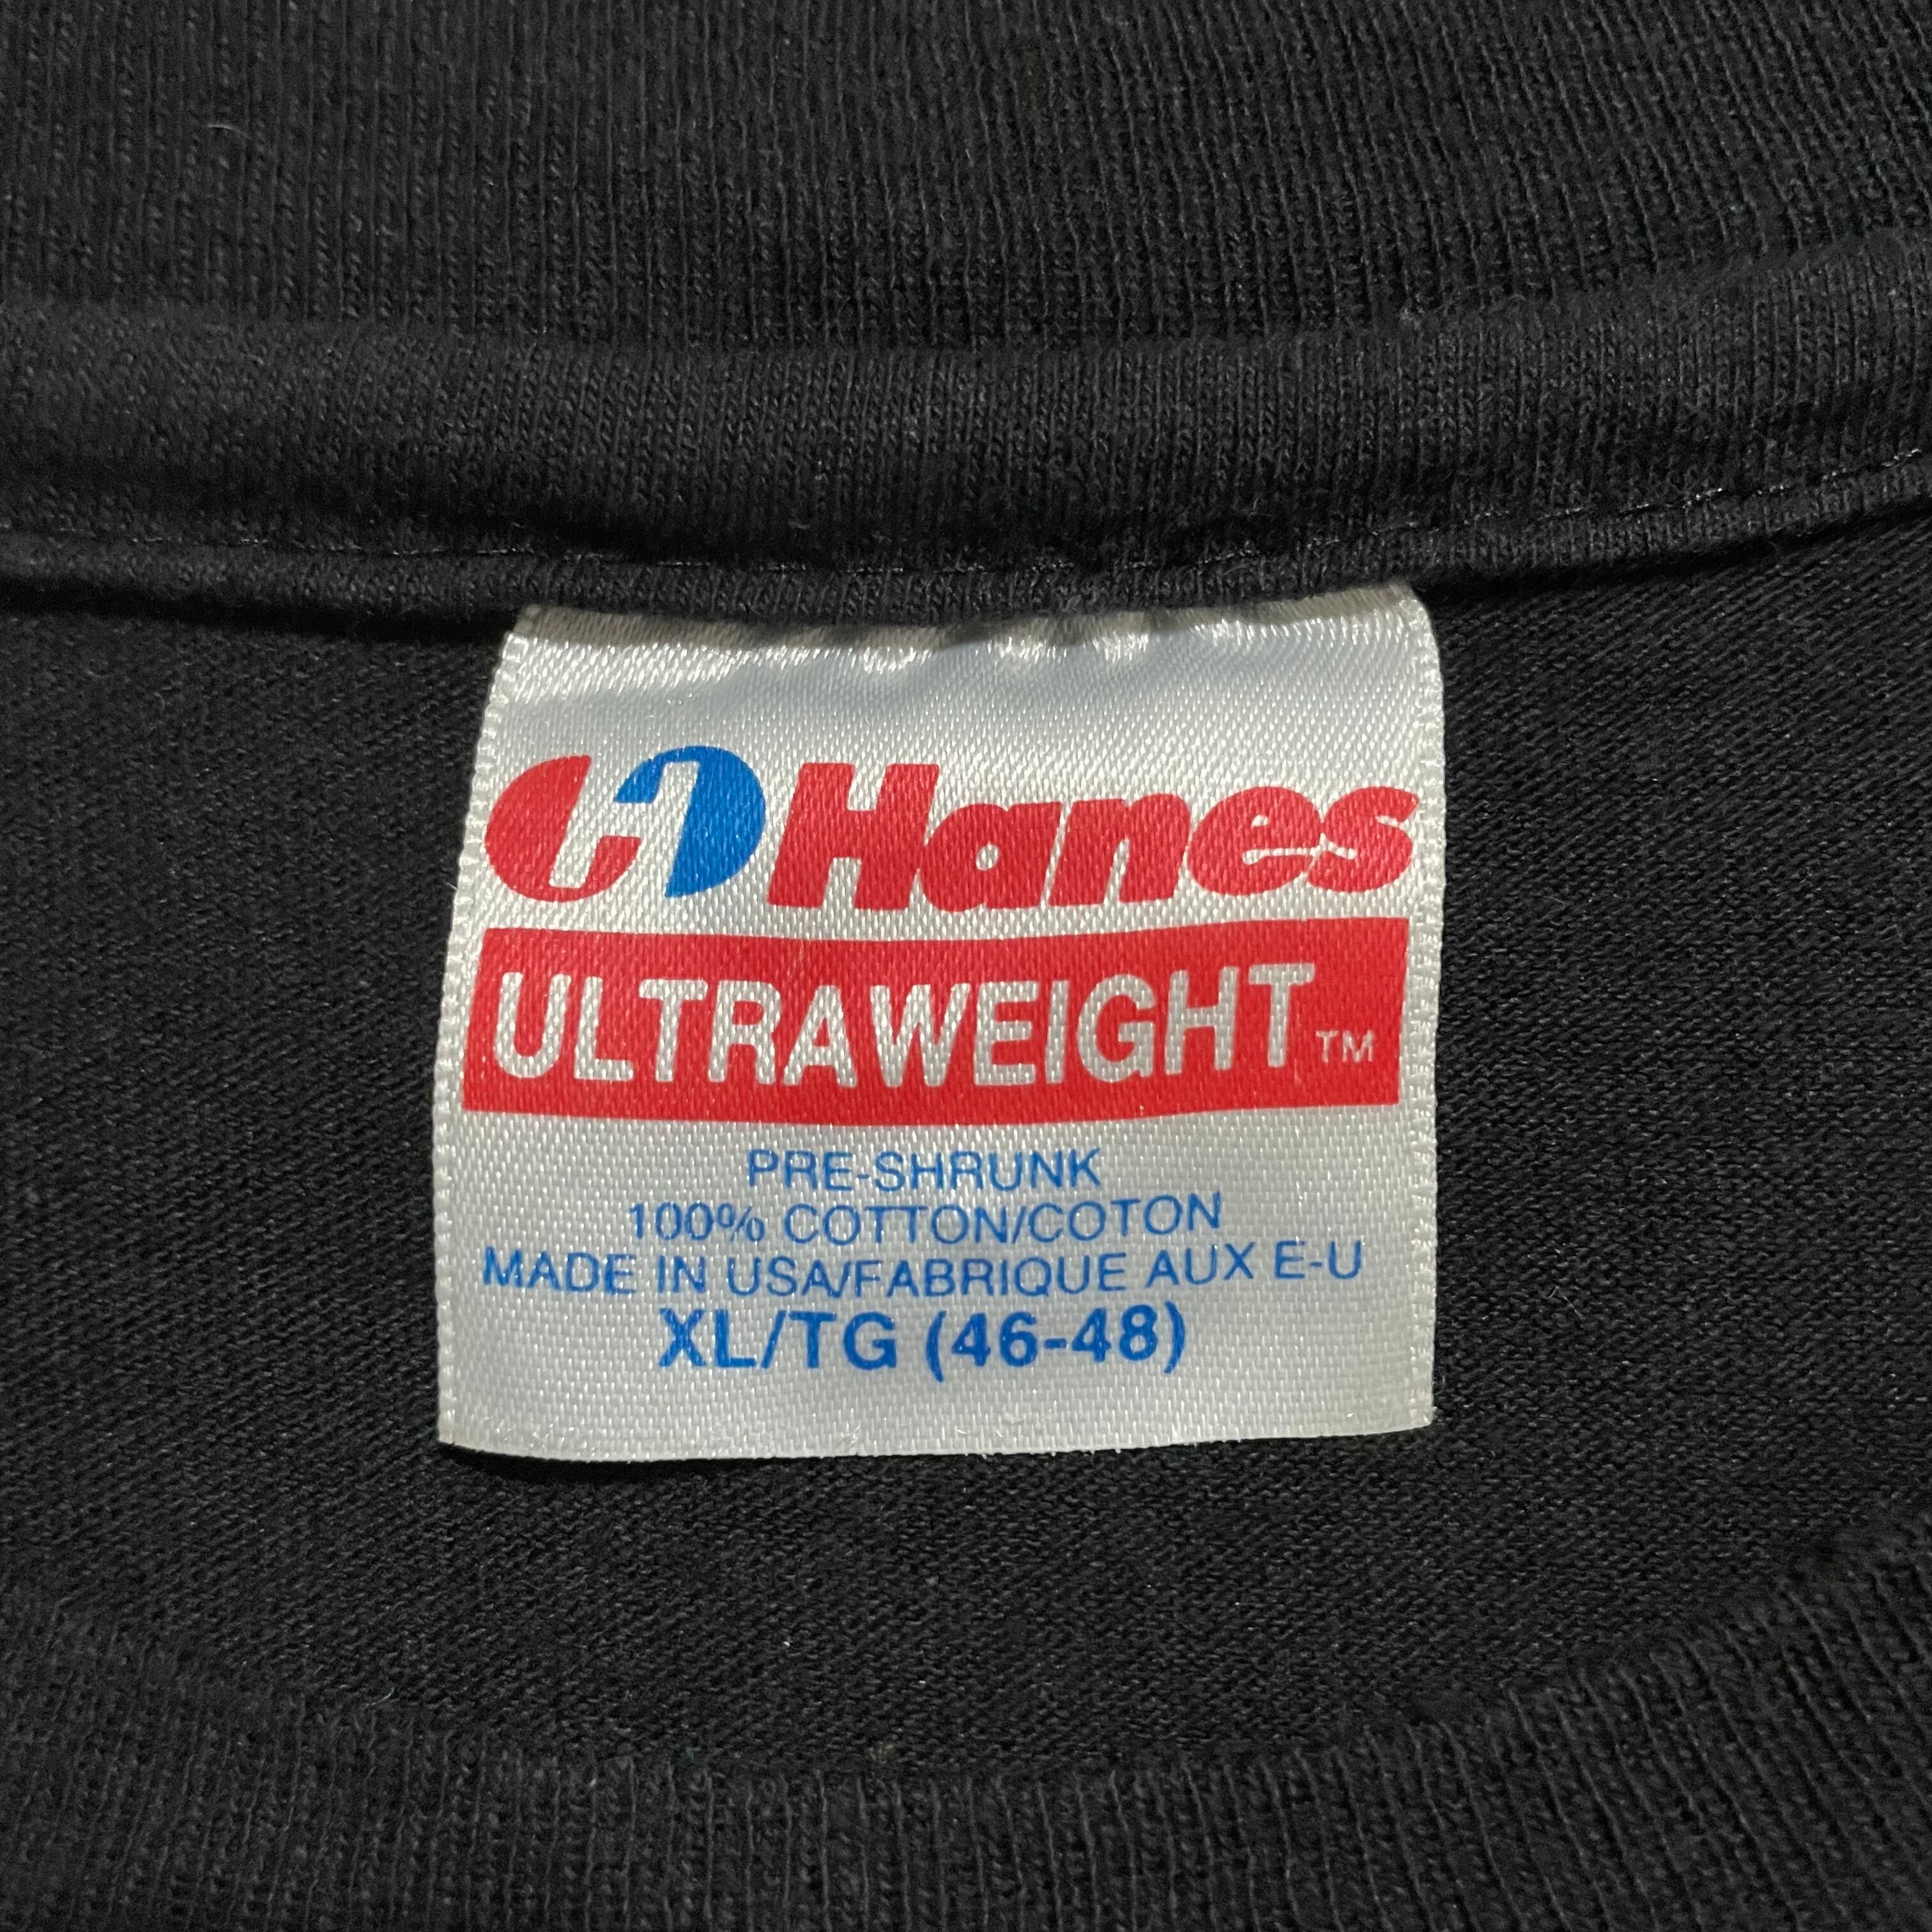 Hanes
ULTRAWEIGHT™
PRE-SHRUNK
100% COTTON/COTON
MADE IN USA/FABRIQUE AUX E-U
XL/TG (46-48)